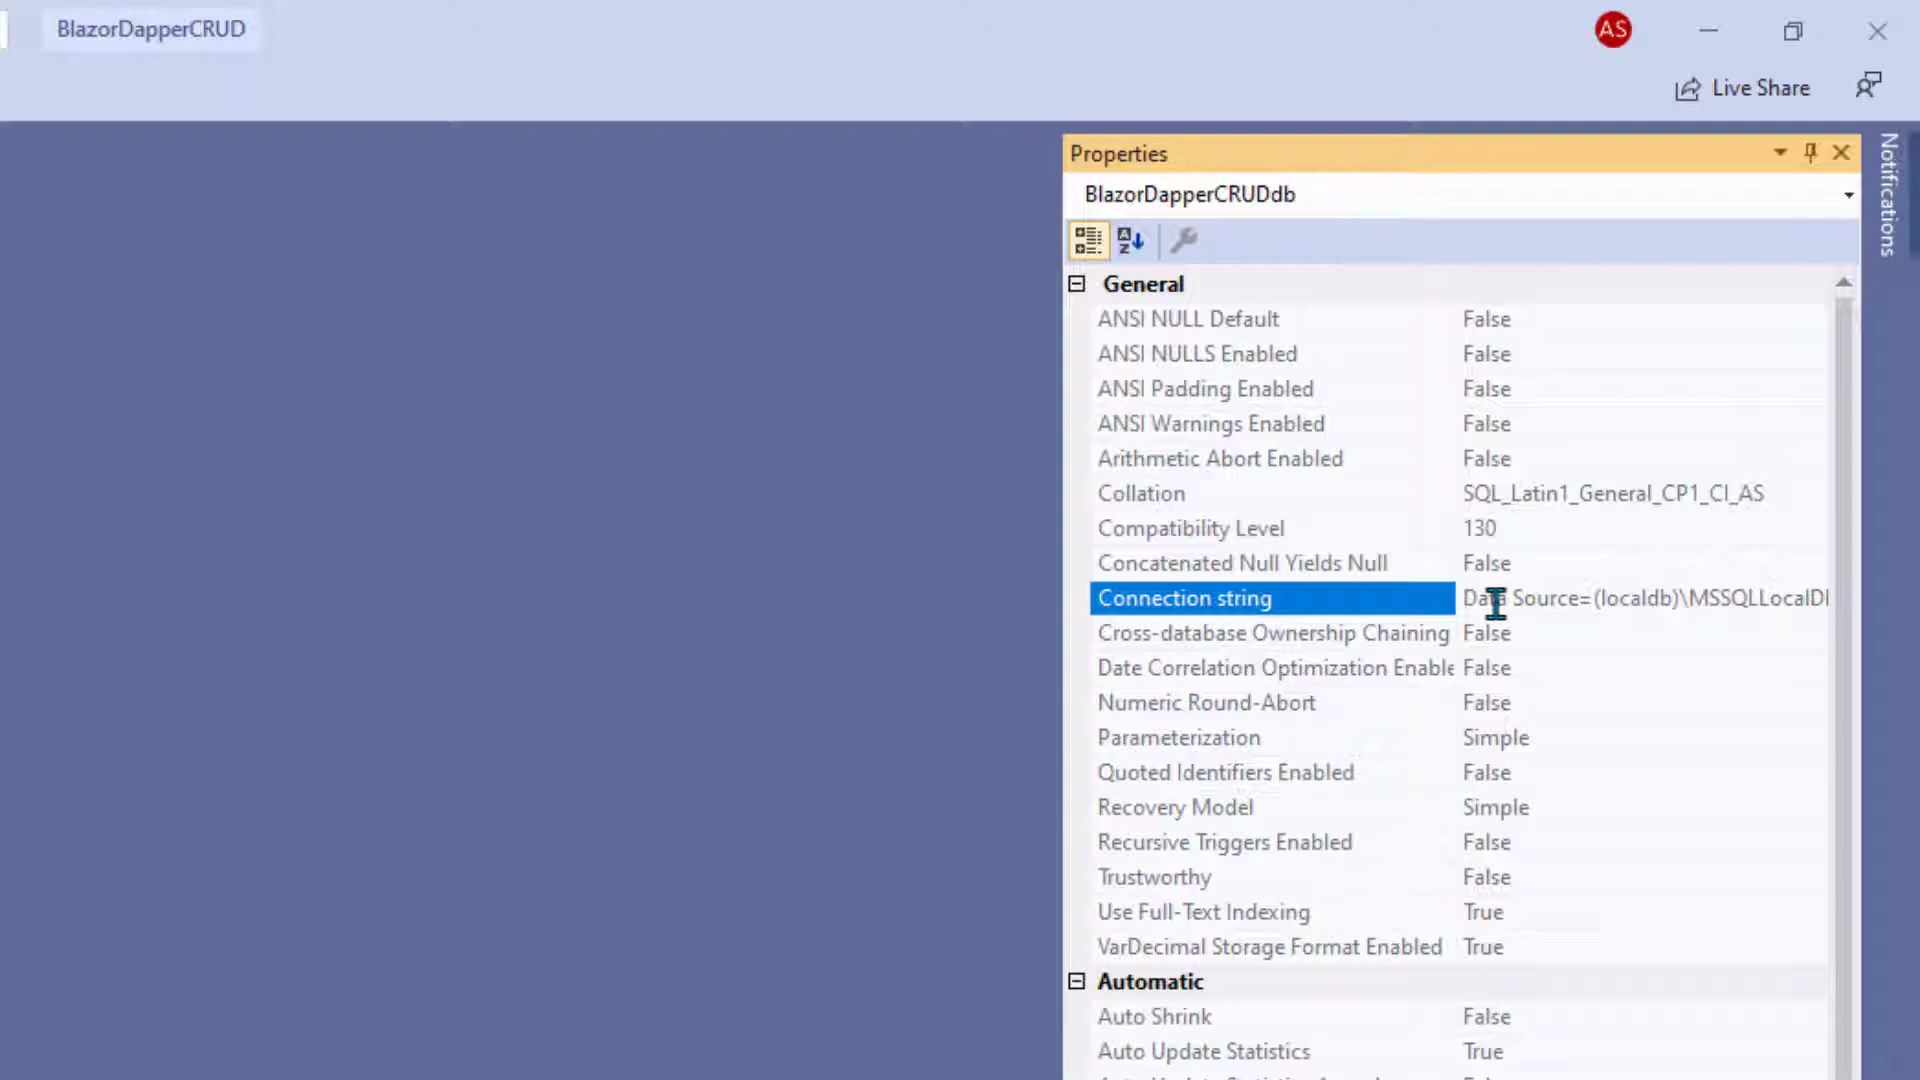 BlazorDapperCRUD
AS
Live Share
Notifications
Properties
BlazorDapperCRUDdb
General
ANSI NULL Default False
ANSI NULLS Enabled False
ANSI Padding Enabled False
ANSI Warnings Enabled False
Arithmetic Abort Enabled False
Collation SQL_Latin1_General_CP1_CI_AS
Compatibility Level 130
Concatenated Null Yields Null False
Connection string Data Source=(localdb)\MSSQLLocalDB
Cross-database Ownership Chaining False
Date Correlation Optimization Enable False
Numeric Round-Abort False
Parameterization Simple
Quoted Identifiers Enabled False
Recovery Model Simple
Recursive Triggers Enabled False
Trustworthy False
Use Full-Text Indexing True
VarDecimal Storage Format Enabled True
Automatic
Auto Shrink False
Auto Update Statistics True